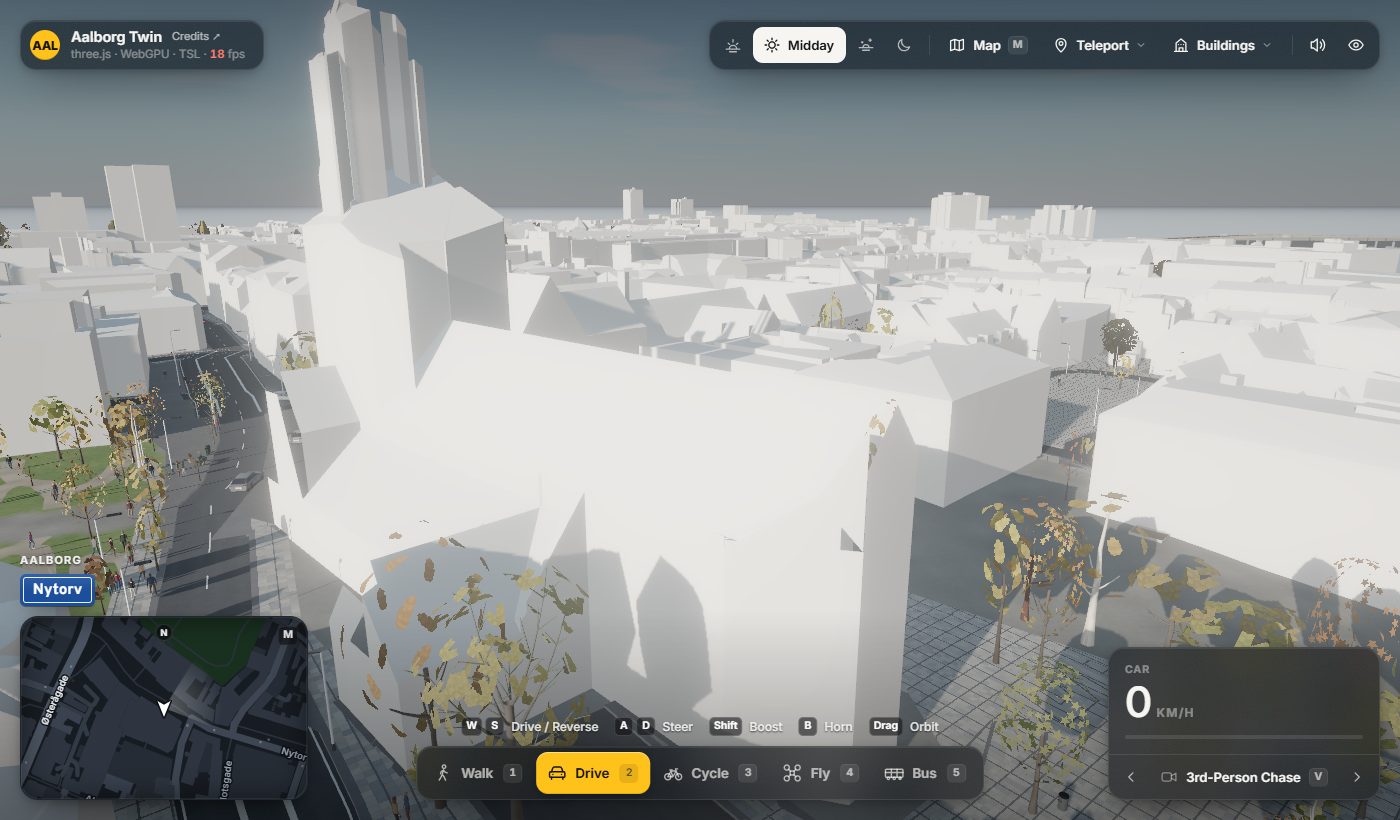 AAL
Aalborg Twin Credits ↗
three.js · WebGPU · TSL · 18 fps
Midday
Map M
Teleport
Buildings
AALBORG
Nytorv
N
M
Østerågade
Nytor
lotsgade
CAR
0 KM/H
W S Drive / Reverse A D Steer Shift Boost B Horn Drag Orbit
Walk 1
Drive 2
Cycle 3
Fly 4
Bus 5
3rd-Person Chase V